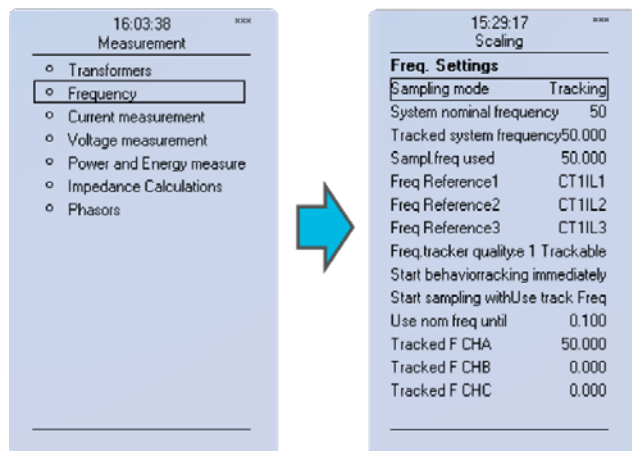 16:03:38 ×××
Measurement
Transformers
Frequency
Current measurement
Voltage measurement
Power and Energy measure
Impedance Calculations
Phasors
15:29:17 ×××
Scaling
Freq. Settings
Sampling mode Tracking
System nominal frequency 50
Tracked system frequency50.000
Sampl.freq used 50.000
Freq Reference1 CT1IL1
Freq Reference2 CT1IL2
Freq Reference3 CT1IL3
Freq.tracker quality:e 1 Trackable
Start behaviorracking immediately
Start sampling withUse track Freq
Use nom freq until 0.100
Tracked F CHA 50.000
Tracked F CHB 0.000
Tracked F CHC 0.000